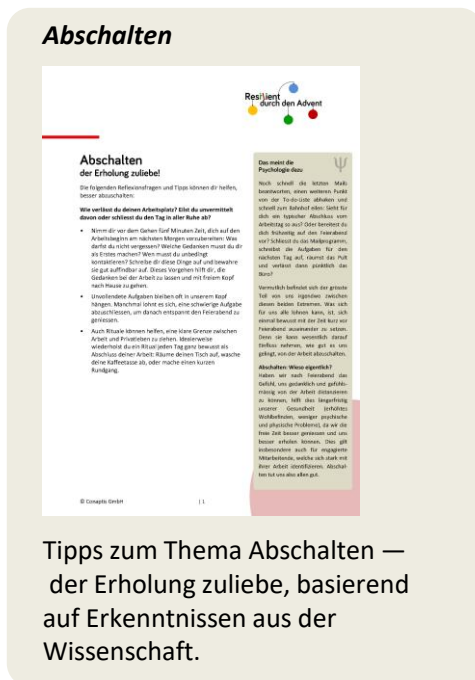 Abschalten
Resilient
durch den Advent
Abschalten
der Erholung zuliebe!
Die folgenden Reflexionsfragen und Tipps können dir helfen,
besser abzuschalten:
Wie verlässt du deinen Arbeitsplatz? Eilst du unvermittelt
davon oder schliesst du den Tag in aller Ruhe ab?
• Nimm dir vor dem Gehen fünf Minuten Zeit, dich auf den
Arbeitsbeginn am nächsten Morgen vorzubereiten: Was
darfst du nicht vergessen? Welche Gedanken musst du dir
als Erstes machen? Wen musst du unbedingt
kontaktieren? Schreibe dir diese Dinge auf und bewahre
sie gut auffindbar auf. Dieses Vorgehen hilft dir, die
Gedanken bei der Arbeit zu lassen und mit freiem Kopf
nach Hause zu gehen.
• Unvollendete Aufgaben bleiben oft in unserem Kopf
hängen. Manchmal lohnt es sich, eine schwierige Aufgabe
abzuschliessen, um danach entspannt den Feierabend zu
geniessen.
• Auch Rituale können helfen, eine klare Grenze zwischen
Arbeit und Privatleben zu ziehen. Idealerweise
wiederholst du ein Ritual jeden Tag ganz bewusst als
Abschluss deiner Arbeit: Räume deinen Tisch auf, wasche
deine Kaffeetasse ab, oder mache einen kurzen
Rundgang.
Das meint die
Psychologie dazu
Ψ
Noch schnell die letzten Mails
beantworten, einen weiteren Punkt
von der To-do-Liste abhaken und
schnell zum Bahnhof eilen: Sieht für
dich ein typischer Abschluss vom
Arbeitstag so aus? Oder bereitest du
dich frühzeitig auf den Feierabend
vor? Schliesst du das Mailprogramm,
schreibst die Aufgaben für den
nächsten Tag auf, räumst das Pult
und verlässt dann pünktlich das
Büro?
Vermutlich befindet sich der grösste
Teil von uns irgendwo zwischen
diesen beiden Extremen. Was sich
für uns alle lohnen kann, ist, sich
einmal bewusst mit der Zeit kurz vor
Feierabend auseinander zu setzen.
Denn sie kann wesentlich darauf
Einfluss nehmen, wie gut es uns
gelingt, von der Arbeit abzuschalten.
Abschalten: Wieso eigentlich?
Haben wir nach Feierabend das
Gefühl, uns gedanklich und gefühls-
mässig von der Arbeit distanzieren
zu können, hilft dies längerfristig
unserer Gesundheit (erhöhtes
Wohlbefinden, weniger psychische
und physische Probleme), da wir die
freie Zeit besser geniessen und uns
besser erholen können. Dies gilt
insbesondere auch für engagierte
Mitarbeitende, welche sich stark mit
ihrer Arbeit identifizieren. Abschal-
ten tut uns also allen gut.
© Conaptis GmbH
| 1
Tipps zum Thema Abschalten —
der Erholung zuliebe, basierend
auf Erkenntnissen aus der
Wissenschaft.